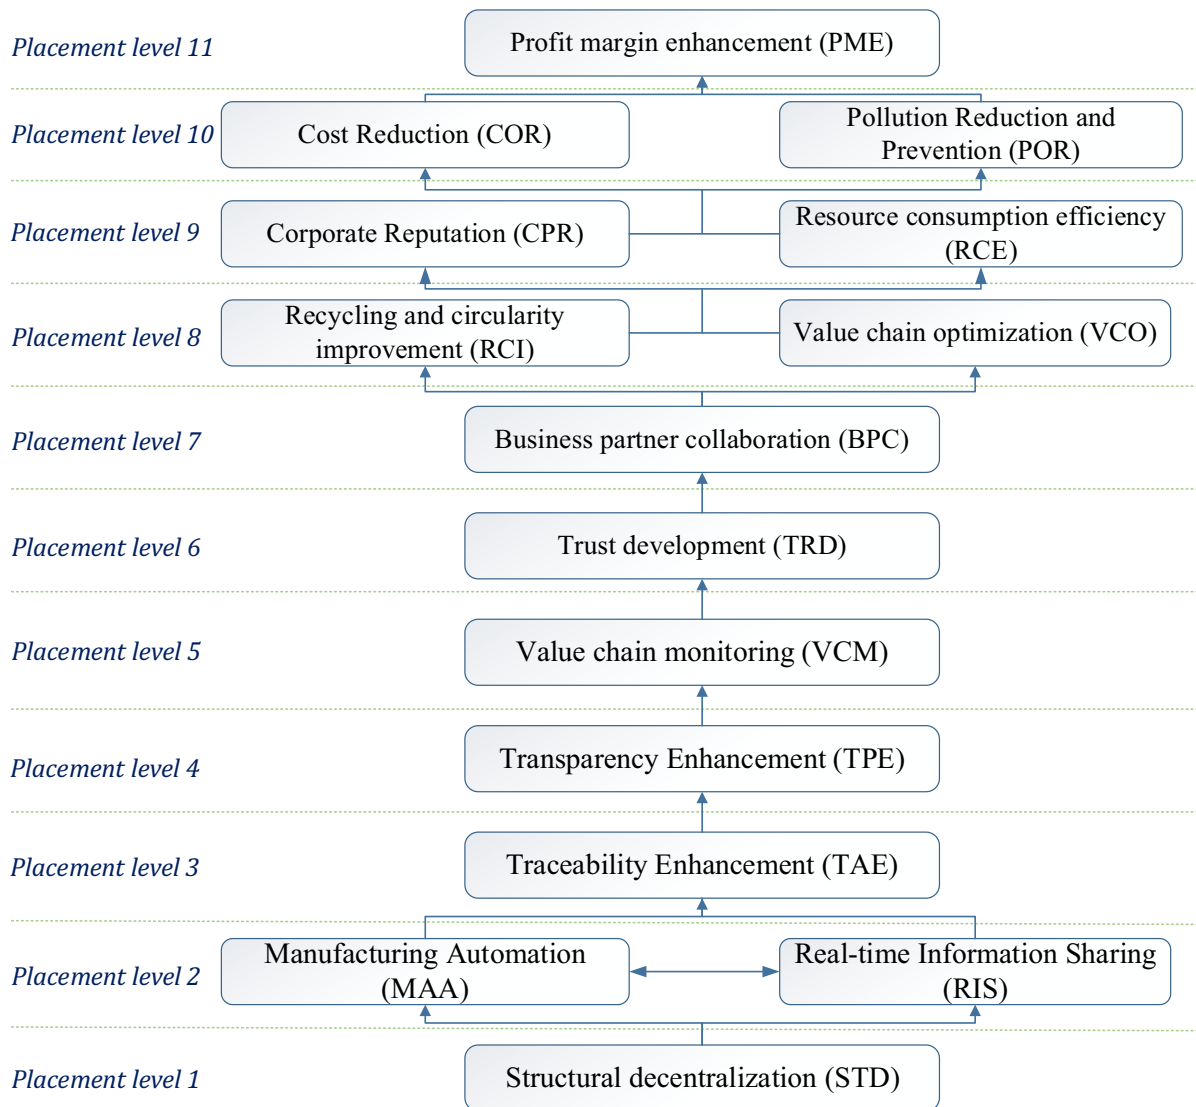 Placement level 11
Profit margin enhancement (PME)
Placement level 10
Cost Reduction (COR)
Pollution Reduction and
Prevention (POR)
Placement level 9
Corporate Reputation (CPR)
Resource consumption efficiency
(RCE)
Placement level 8
Recycling and circularity
improvement (RCI)
Value chain optimization (VCO)
Placement level 7
Business partner collaboration (BPC)
Placement level 6
Trust development (TRD)
Placement level 5
Value chain monitoring (VCM)
Placement level 4
Transparency Enhancement (TPE)
Placement level 3
Traceability Enhancement (TAE)
Placement level 2
Manufacturing Automation
(MAA)
Real-time Information Sharing
(RIS)
Placement level 1
Structural decentralization (STD)